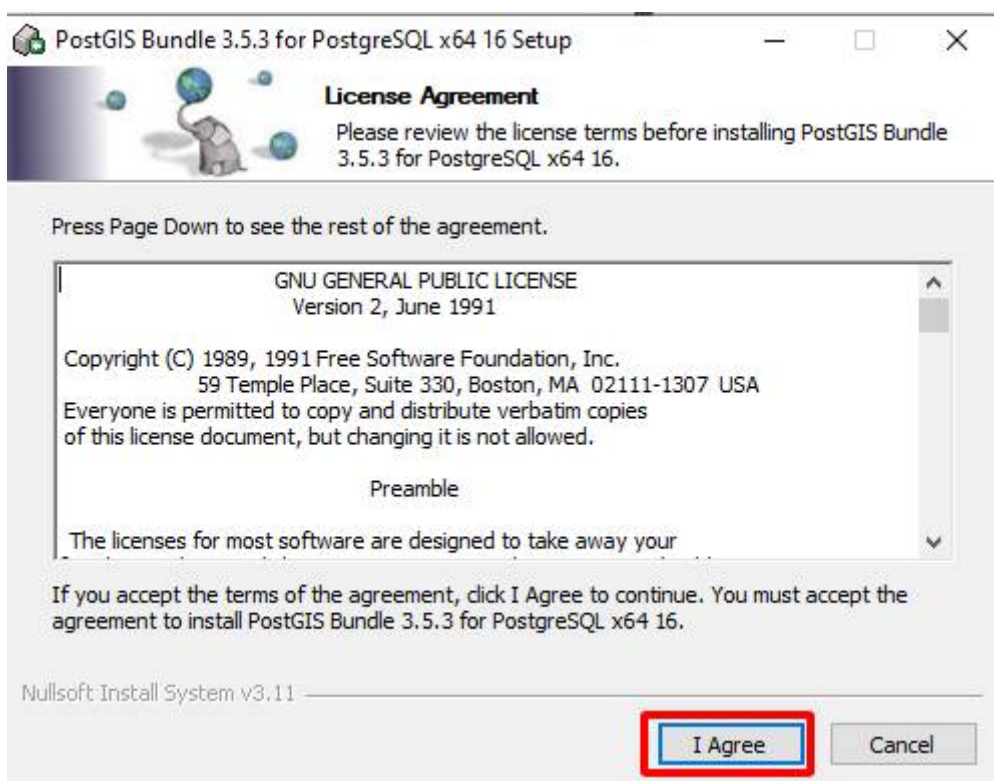 PostGIS Bundle 3.5.3 for PostgreSQL x64 16 Setup
License Agreement
Please review the license terms before installing PostGIS Bundle
3.5.3 for PostgreSQL x64 16.
Press Page Down to see the rest of the agreement.
GNU GENERAL PUBLIC LICENSE
Version 2, June 1991
Copyright (C) 1989, 1991 Free Software Foundation, Inc.
59 Temple Place, Suite 330, Boston, MA 02111-1307 USA
Everyone is permitted to copy and distribute verbatim copies
of this license document, but changing it is not allowed.
Preamble
The licenses for most software are designed to take away your
If you accept the terms of the agreement, click I Agree to continue. You must accept the
agreement to install PostGIS Bundle 3.5.3 for PostgreSQL x64 16.
Nullsoft Install System v3.11
I Agree
Cancel